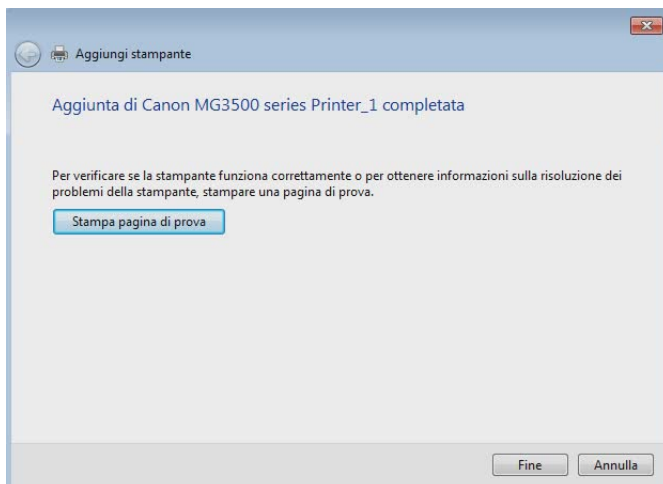 Aggiungi stampante
Aggiunta di Canon MG3500 series Printer_1 completata
Per verificare se la stampante funziona correttamente o per ottenere informazioni sulla risoluzione dei
problemi della stampante, stampare una pagina di prova.
Stampa pagina di prova
Fine Annulla